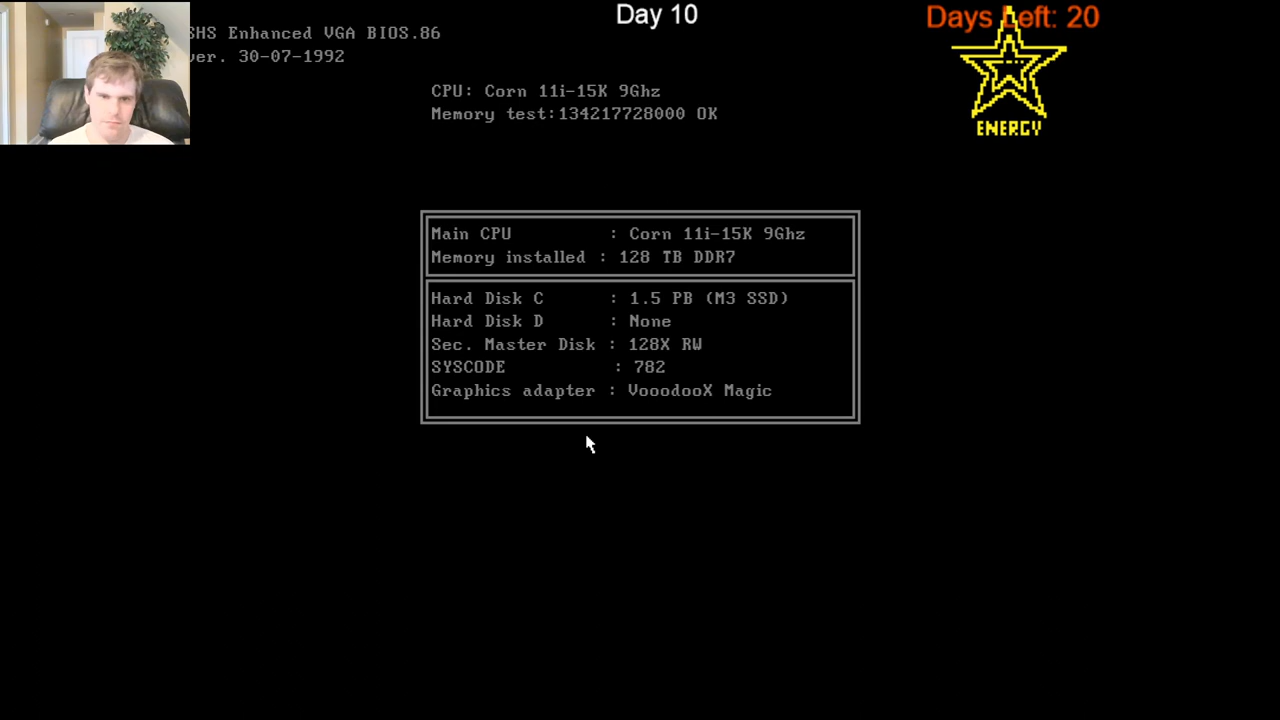 Day 10
Days Left: 20
SHS Enhanced VGA BIOS.86
ver. 30-07-1992
ENERGY
CPU: Corn 11i-15K 9Ghz
Memory test:134217728000 OK
Main CPU : Corn 11i-15K 9Ghz
Memory installed : 128 TB DDR7
Hard Disk C : 1.5 PB (M3 SSD)
Hard Disk D : None
Sec. Master Disk : 128X RW
SYSCODE : 782
Graphics adapter : VooodooX Magic